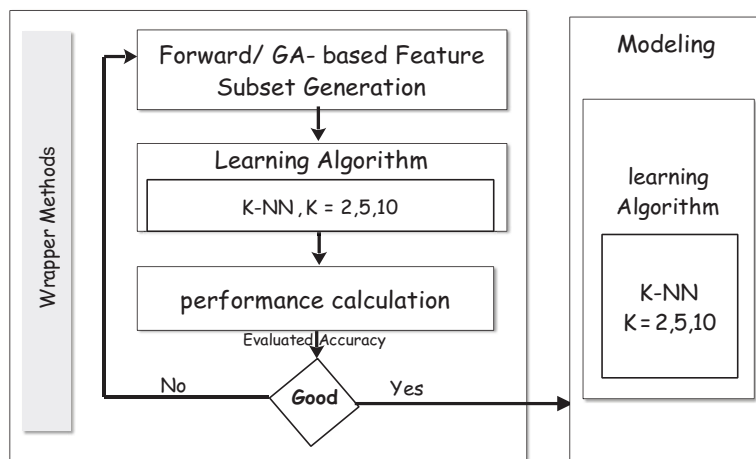 Wrapper Methods
Forward/ GA- based Feature
Subset Generation
Learning Algorithm
K-NN , K = 2,5,10
performance calculation
Evaluated Accuracy
Good
No
Yes
Modeling
learning
Algorithm
K-NN
K = 2,5,10